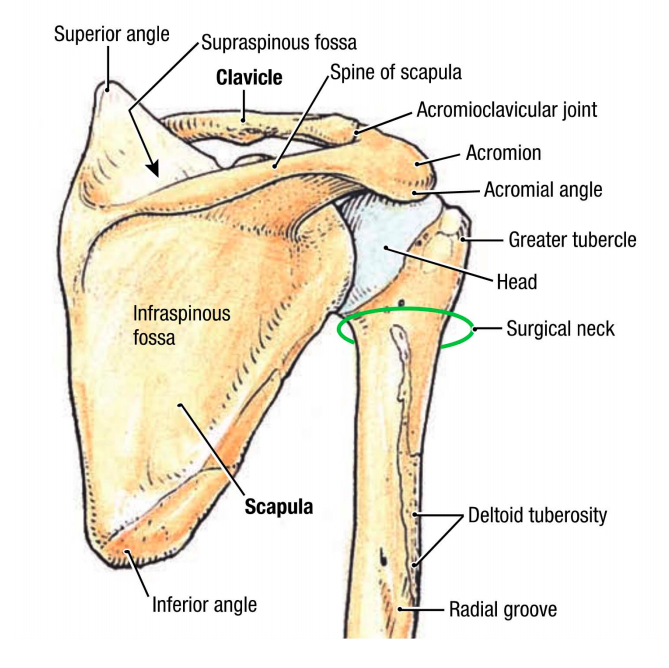 Superior angle
Supraspinous fossa
Clavicle
Spine of scapula
Acromioclavicular joint
Acromion
Acromial angle
Greater tubercle
Head
Infraspinous
fossa
Surgical neck
Scapula
Deltoid tuberosity
Inferior angle
Radial groove